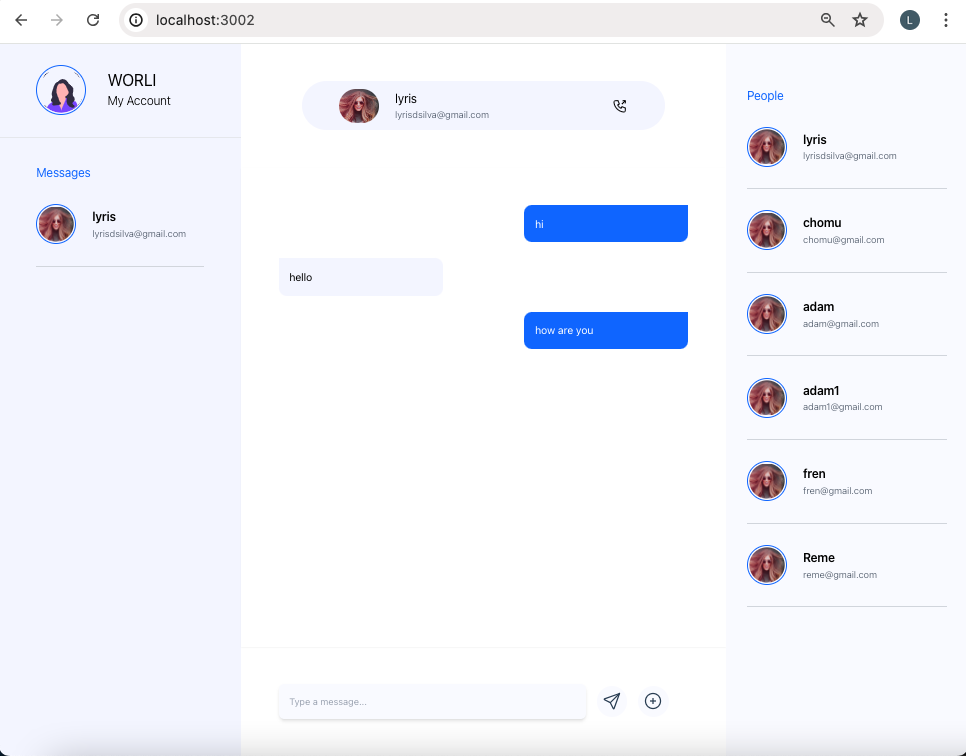 localhost:3002
L
WORLI
My Account
Messages
lyris
lyrisdsilva@gmail.com
lyris
lyrisdsilva@gmail.com
hi
hello
how are you
Type a message...
People
lyris
lyrisdsilva@gmail.com
chomu
chomu@gmail.com
adam
adam@gmail.com
adam1
adam1@gmail.com
fren
fren@gmail.com
Reme
reme@gmail.com